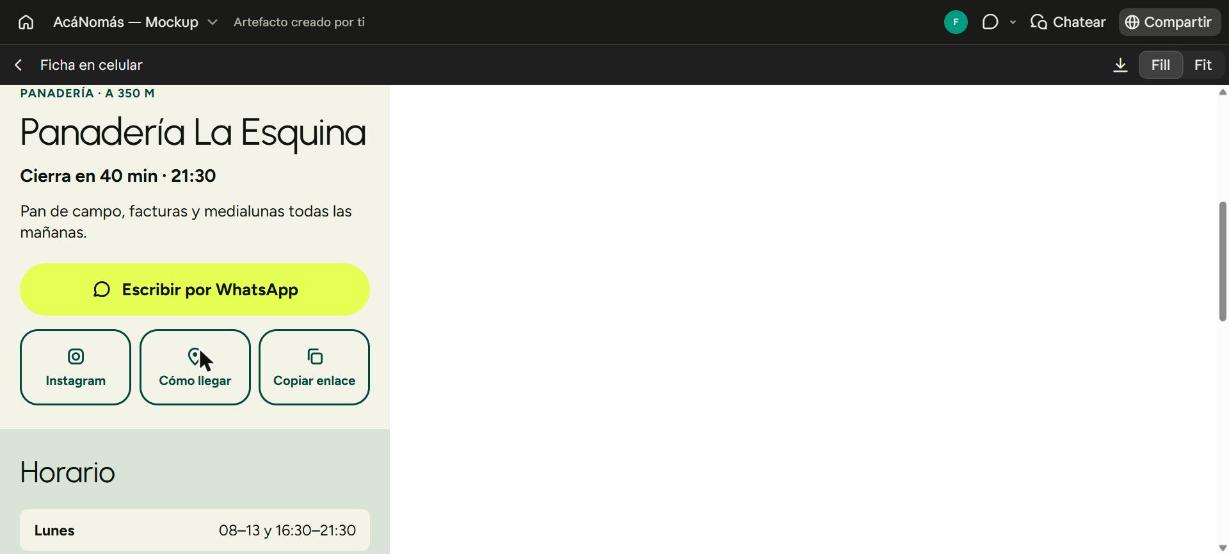 AcáNomás — Mockup
Artefacto creado por ti
F
Chatear
Compartir
Ficha en celular
Fill
Fit
PANADERÍA · A 350 M
Panadería La Esquina
Cierra en 40 min · 21:30
Pan de campo, facturas y medialunas todas las
mañanas.
Escribir por WhatsApp
Instagram
Cómo llegar
Copiar enlace
Horario
Lunes
08–13 y 16:30–21:30